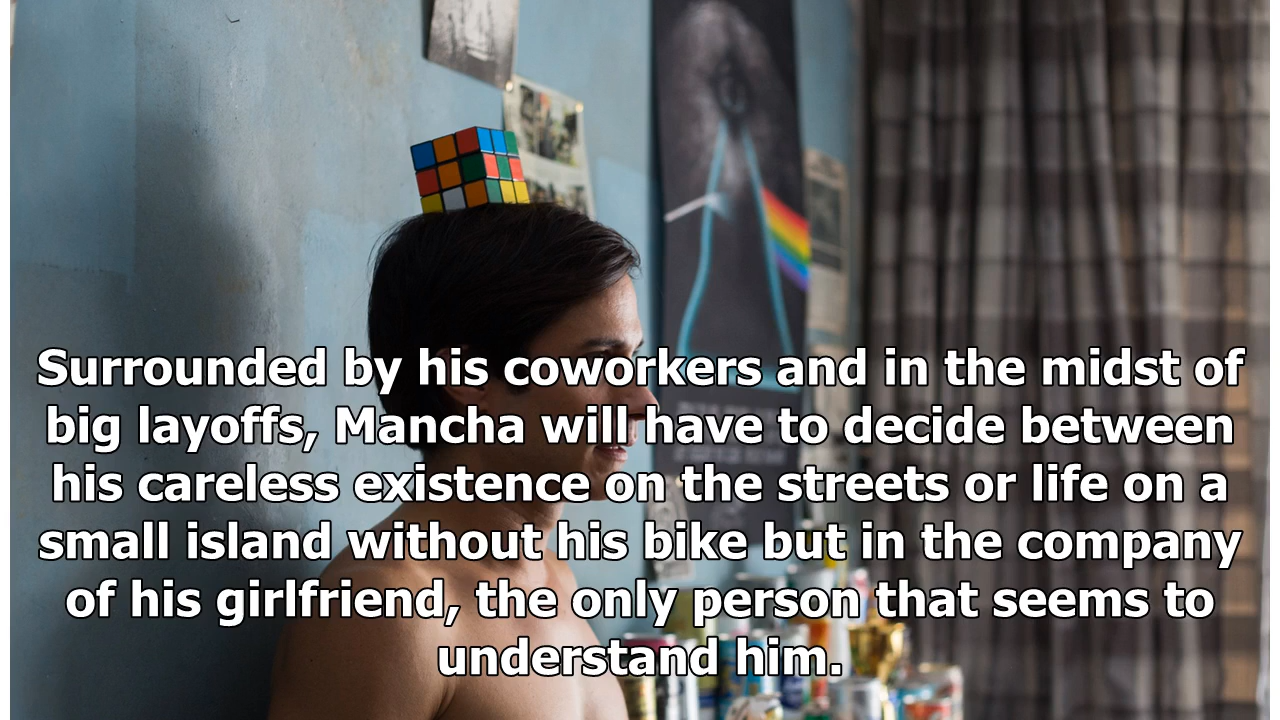 Surrounded by his coworkers and in the midst of
big layoffs, Mancha will have to decide between
his careless existence on the streets or life on a
small island without his bike but in the company
of his girlfriend, the only person that seems to
understand him.